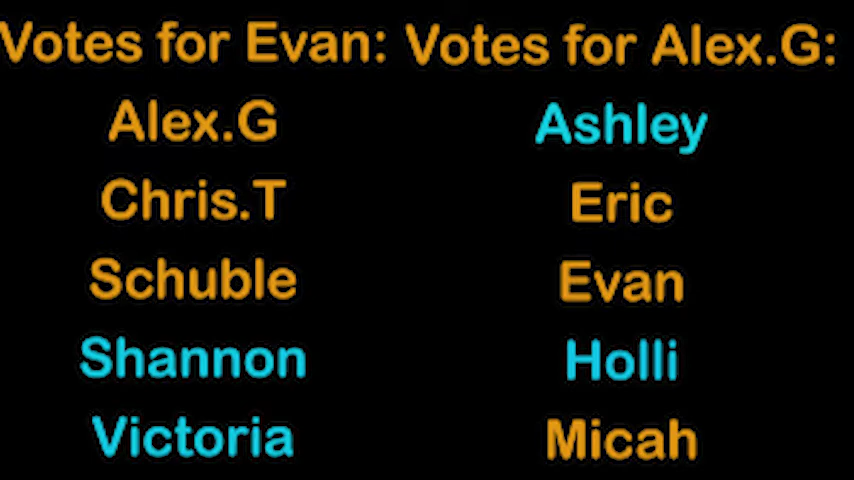 Votes for Evan: Votes for Alex.G:
Alex.G Ashley
Chris.T Eric
Schuble Evan
Shannon Holli
Victoria Micah